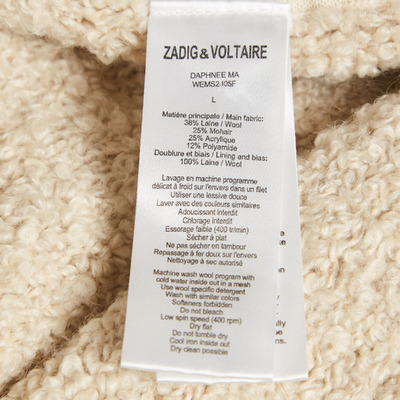 ZADIG & VOLTAIRE
DAPHNEE MA
L
Matière principale / Main fabric:
38% Laine / Wool
25% Mohair
25% Acrylique
12% Polyamide
Doublure et biais / Lining and bias:
100% Laine / Wool
Lavage en machine programme
délicat à froid sur l'envers dans un filet
Utiliser une lessive douce
Laver avec des couleurs similaires
Adoucissant interdit
Chlorage interdit
Essorage faible (400 tr/min)
Sécher à plat
Ne pas sécher en tambour
Repassage à fer doux sur l'envers
Nettoyage à sec autorisé
Machine wash wool program with
cold water inside out in a mesh
Use wool specific detergent
Wash with similar colors
Softeners forbidden
Do not bleach
Low spin speed (400 rpm)
Dry flat
Do not tumble dry
Cool iron inside out
Dry clean possible